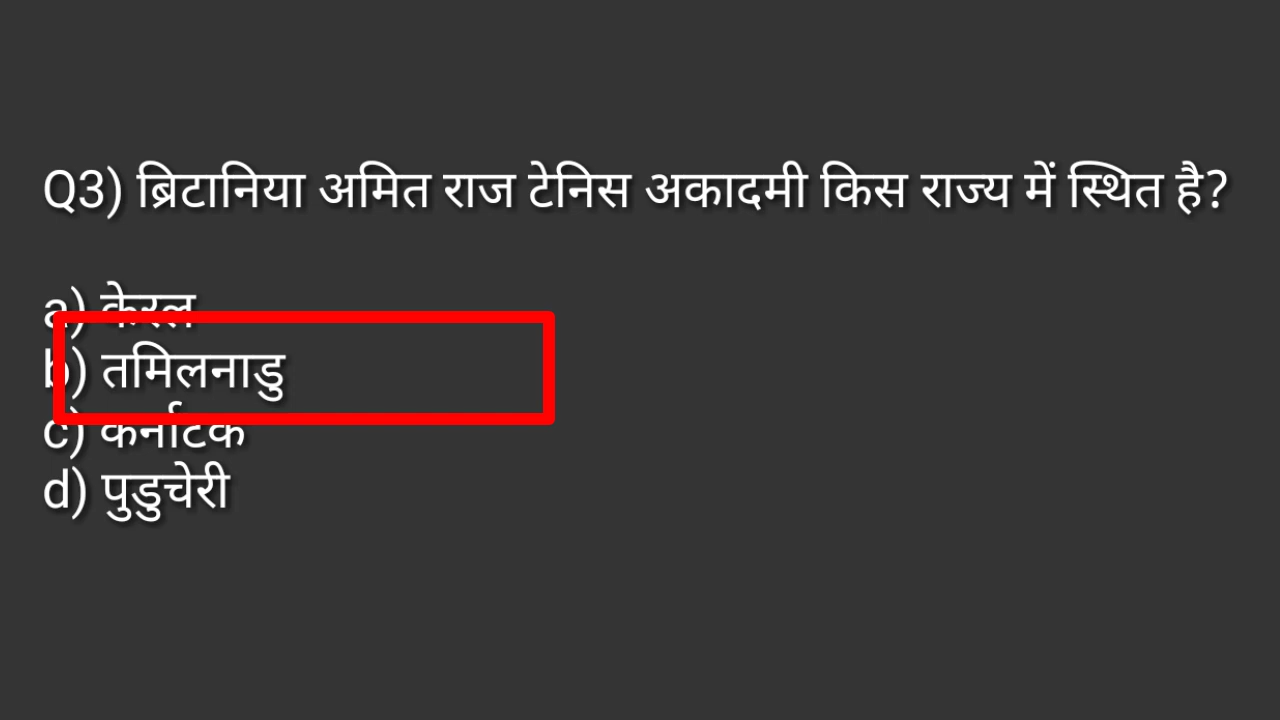 Q3) ब्रिटानिया अमित राज टेनिस अकादमी किस राज्य में स्थित है?
a) केरल
b) तमिलनाडु
c) कर्नाटक
d) पुडुचेरी